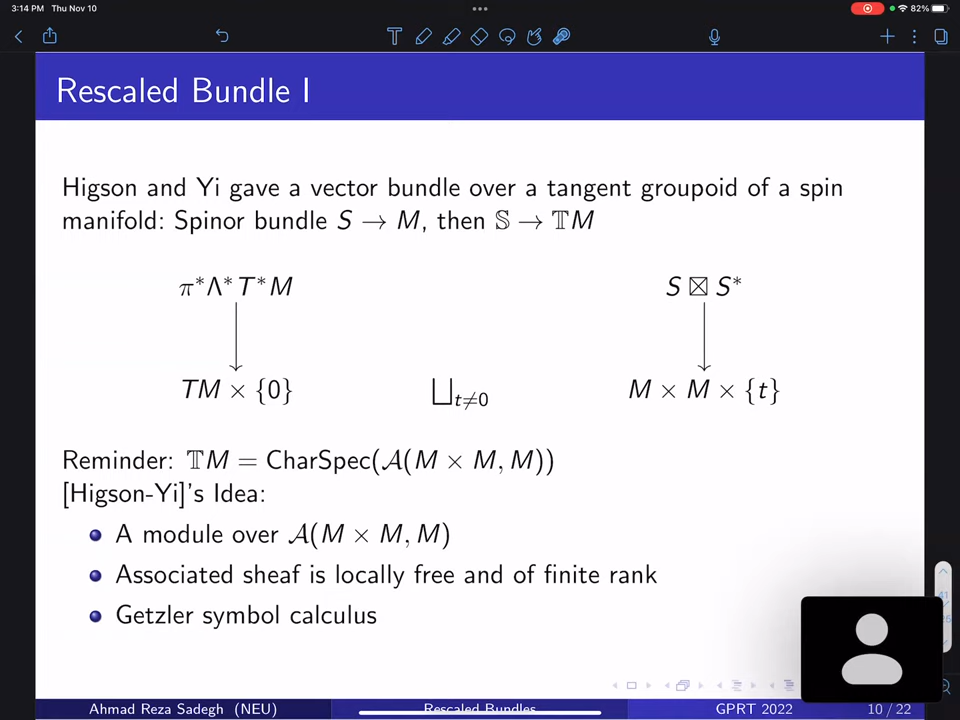 3:14 PM Thu Nov 10
82%
Rescaled Bundle I
Higson and Yi gave a vector bundle over a tangent groupoid of a spin
manifold: Spinor bundle S → M, then 𝕊 → 𝕋M
π*Λ*T*M
S ⊠ S*
TM × {0}
⨆t≠0
M × M × {t}
Reminder: 𝕋M = CharSpec(𝒜(M × M, M))
[Higson-Yi]'s Idea:
A module over 𝒜(M × M, M)
Associated sheaf is locally free and of finite rank
Getzler symbol calculus
Ahmad Reza Sadegh (NEU)
Rescaled Bundles
GPRT 2022
10 / 22